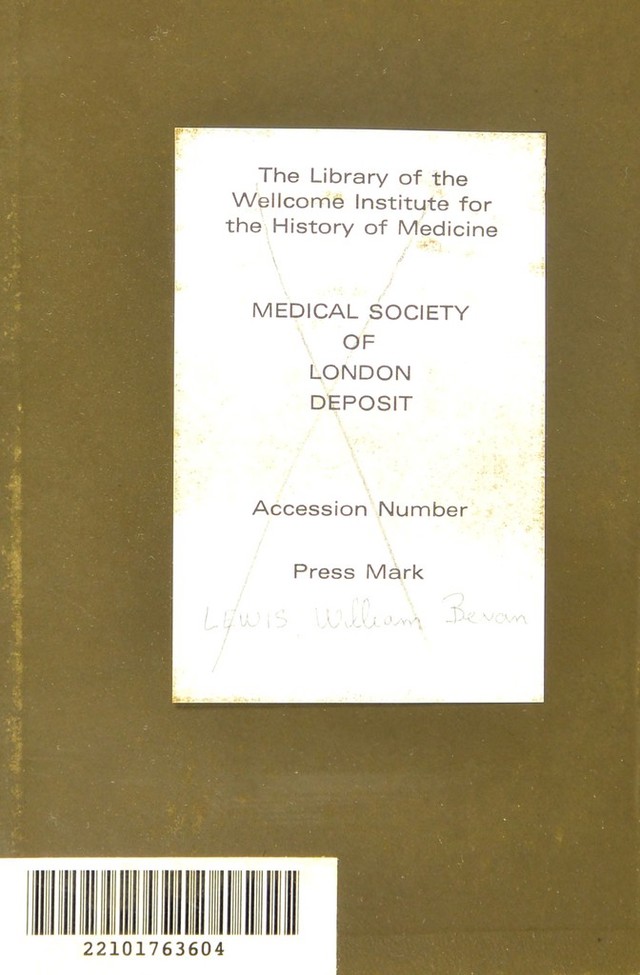 The Library of the
Wellcome Institute for
the History of Medicine
MEDICAL SOCIETY
OF
LONDON
DEPOSIT
Accession Number
Press Mark
LEWIS, William Bevan
22101763604